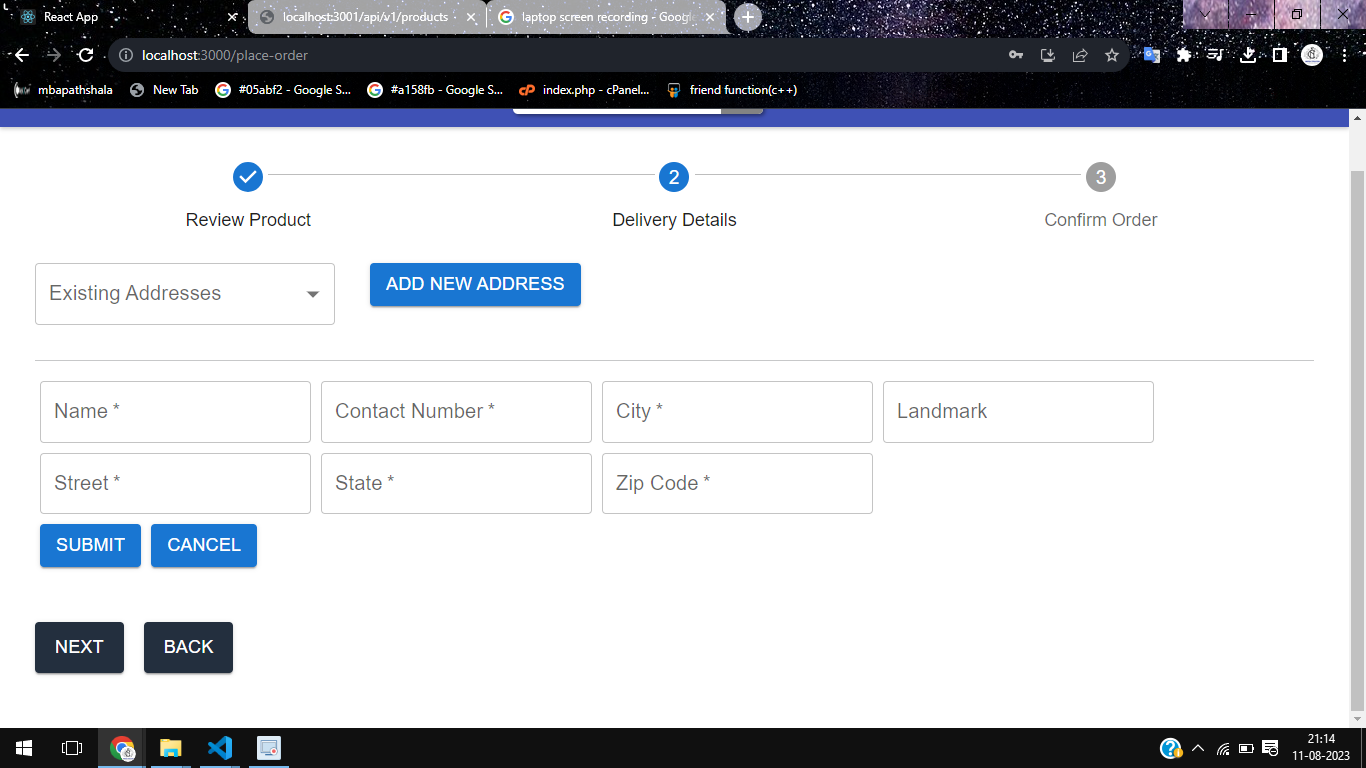 React App
localhost:3001/api/v1/products
laptop screen recording - Google
localhost:3000/place-order
mbapathshala
New Tab
#05abf2 - Google S...
#a158fb - Google S...
index.php - cPanel...
friend function(c++)
2
3
Review Product
Delivery Details
Confirm Order
Existing Addresses
ADD NEW ADDRESS
Name *
Contact Number *
City *
Landmark
Street *
State *
Zip Code *
SUBMIT
CANCEL
NEXT
BACK
21:14
11-08-2023